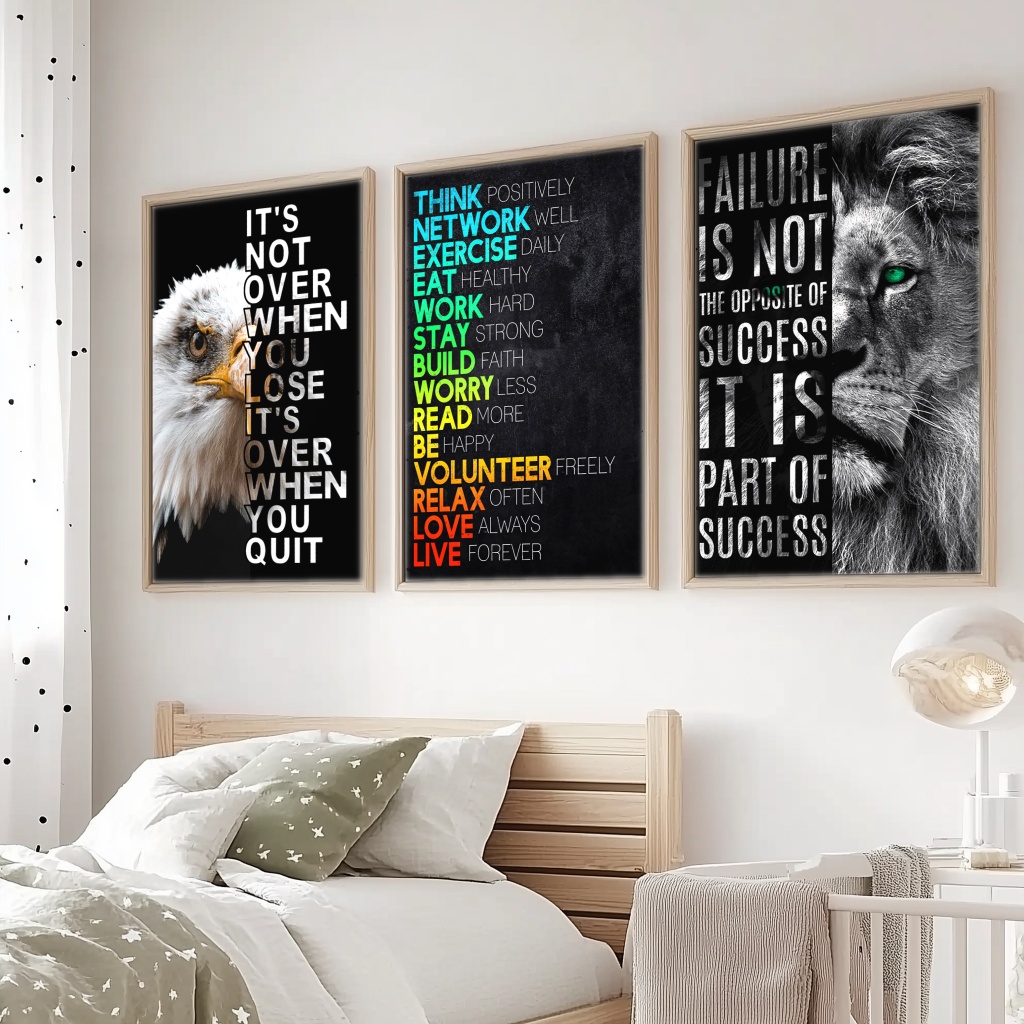 IT'S
NOT
OVER
WHEN
YOU
LOSE
IT'S
OVER
WHEN
YOU
QUIT
THINK POSITIVELY
NETWORK WELL
EXERCISE DAILY
EAT HEALTHY
WORK HARD
STAY STRONG
BUILD FAITH
WORRY LESS
READ MORE
BE HAPPY
VOLUNTEER FREELY
RELAX OFTEN
LOVE ALWAYS
LIVE FOREVER
FAILURE
IS NOT
THE OPPOSITE OF
SUCCESS
IT IS
PART OF
SUCCESS